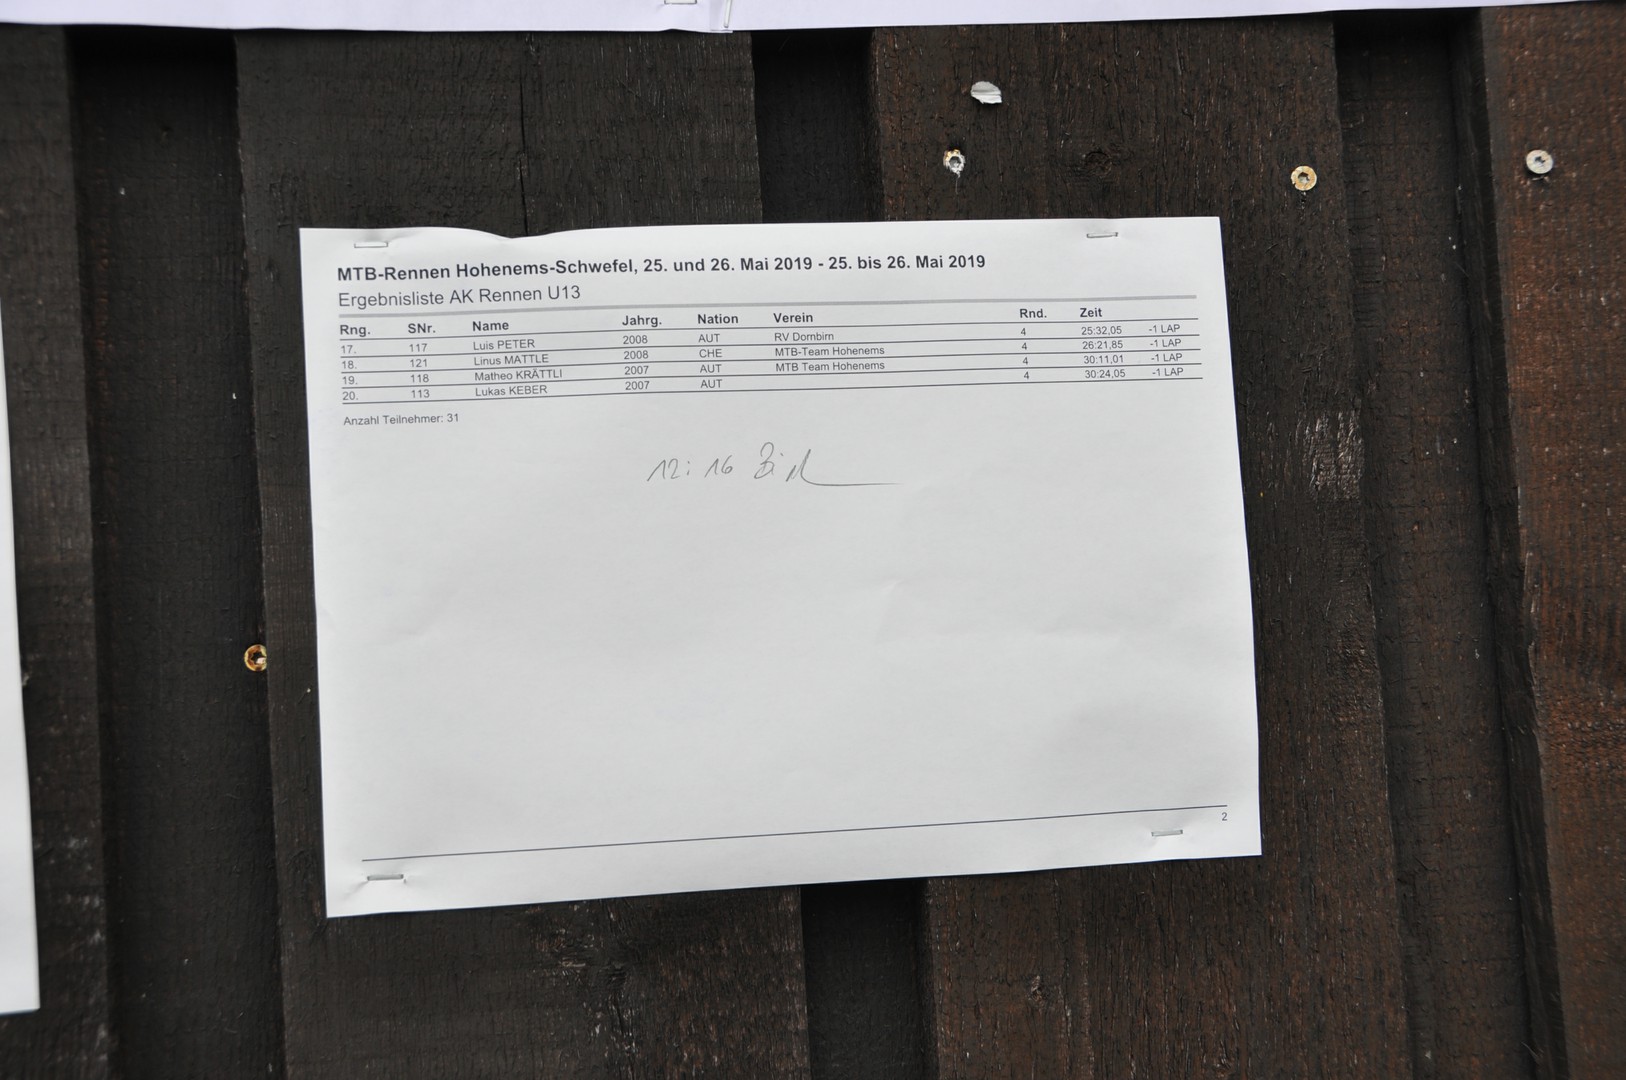 MTB-Rennen Hohenems-Schwefel, 25. und 26. Mai 2019 - 25. bis 26. Mai 2019
Ergebnisliste AK Rennen U13
Rng. SNr. Name Jahrg. Nation Verein Rnd. Zeit
17. 117 Luis PETER 2008 AUT RV Dornbirn 4 25:32,05 -1 LAP
18. 121 Linus MATTLE 2008 CHE MTB-Team Hohenems 4 26:21,85 -1 LAP
19. 118 Matheo KRÄTTLI 2007 AUT MTB Team Hohenems 4 30:11,01 -1 LAP
20. 113 Lukas KEBER 2007 AUT 4 30:24,05 -1 LAP
Anzahl Teilnehmer: 31
12:16
2